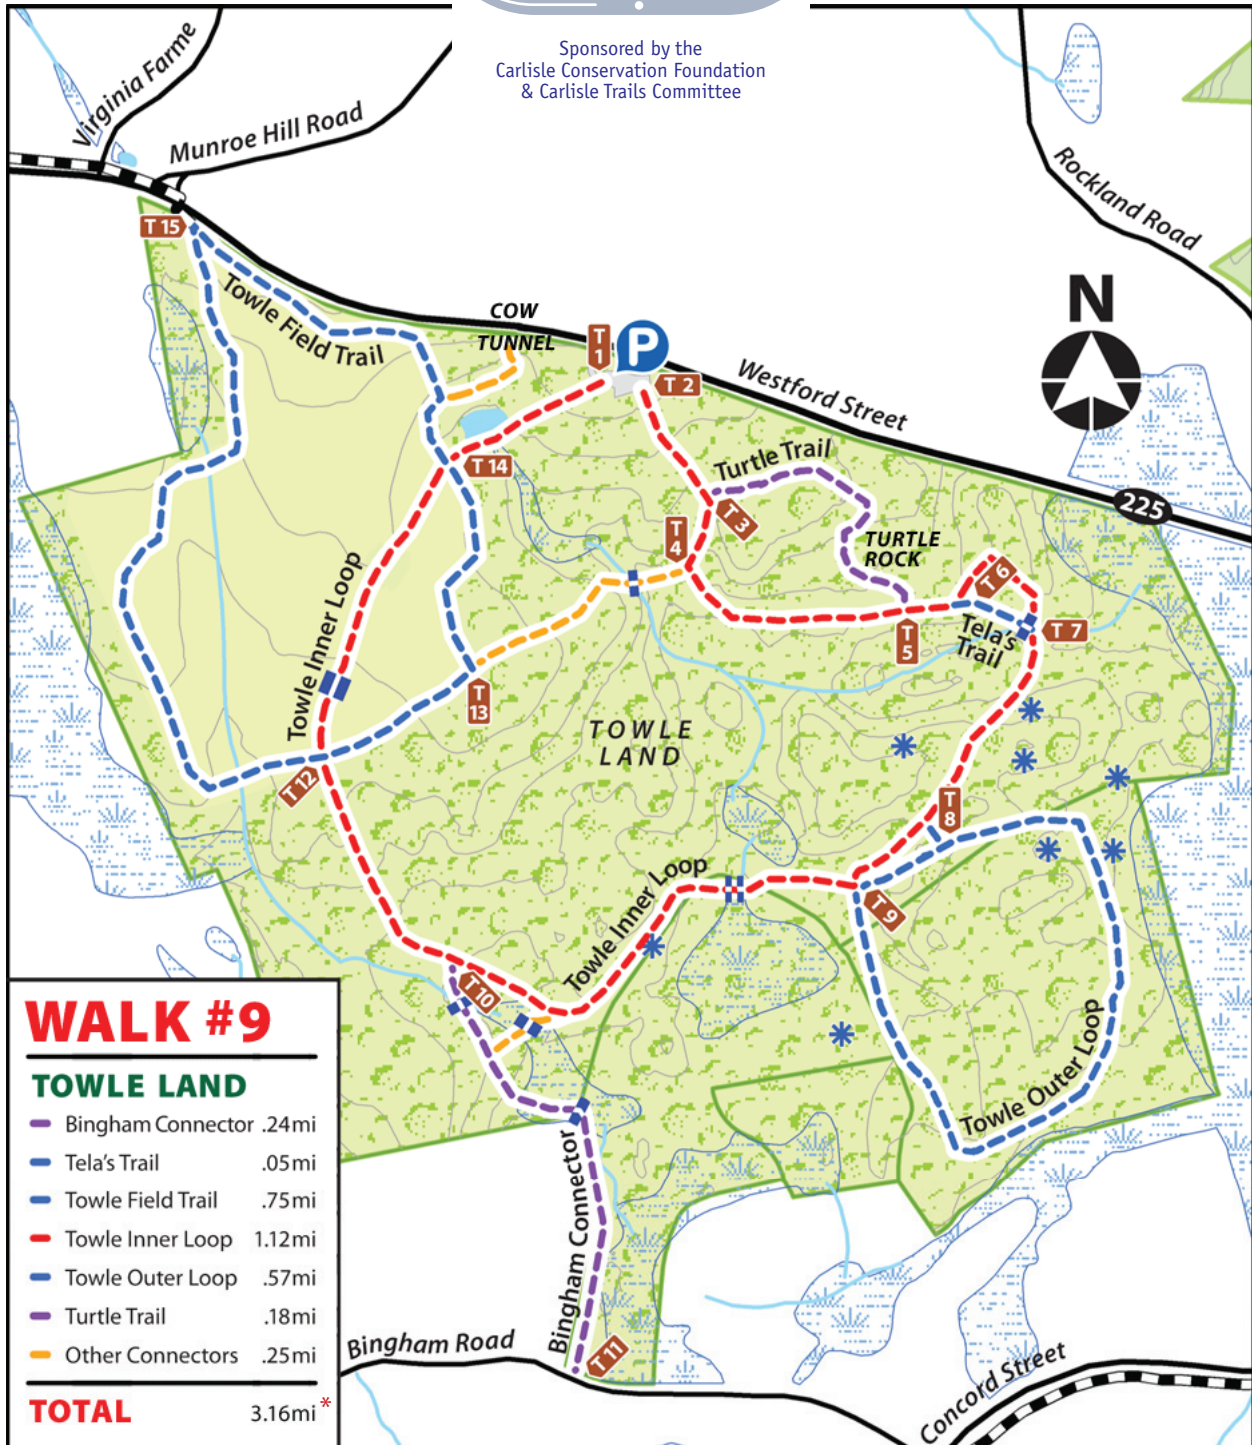 Sponsored by the
Carlisle Conservation Foundation
& Carlisle Trails Committee
Virginia Farme
Munroe Hill Road
Rockland Road
T 15
Towle Field Trail
COW
TUNNEL
T
1
P
T 2
N
Westford Street
225
T 14
Turtle Trail
T 3
T
4
TURTLE
ROCK
T 6
T
5
Tela's
Trail
T 7
Towle Inner Loop
T
13
TOWLE
LAND
T 12
T
8
Towle Inner Loop
T 9
T 10
Towle Outer Loop
Bingham Connector
T 11
Bingham Road
Concord Street
WALK #9
TOWLE LAND
Bingham Connector .24mi
Tela's Trail .05mi
Towle Field Trail .75mi
Towle Inner Loop 1.12mi
Towle Outer Loop .57mi
Turtle Trail .18mi
Other Connectors .25mi
TOTAL 3.16mi*